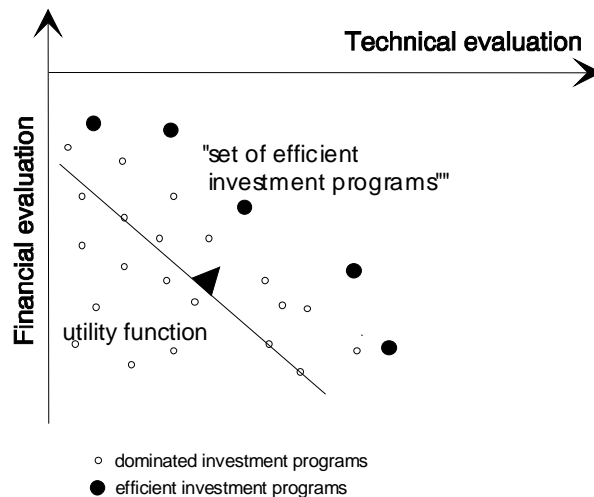 Technical evaluation
Financial evaluation
"set of efficient
investment programs""
utility function
dominated investment programs
efficient investment programs